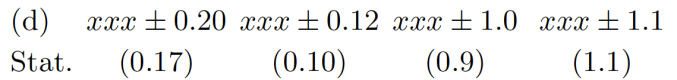 (d) xxx ± 0.20 xxx ± 0.12 xxx ± 1.0 xxx ± 1.1
Stat. (0.17) (0.10) (0.9) (1.1)